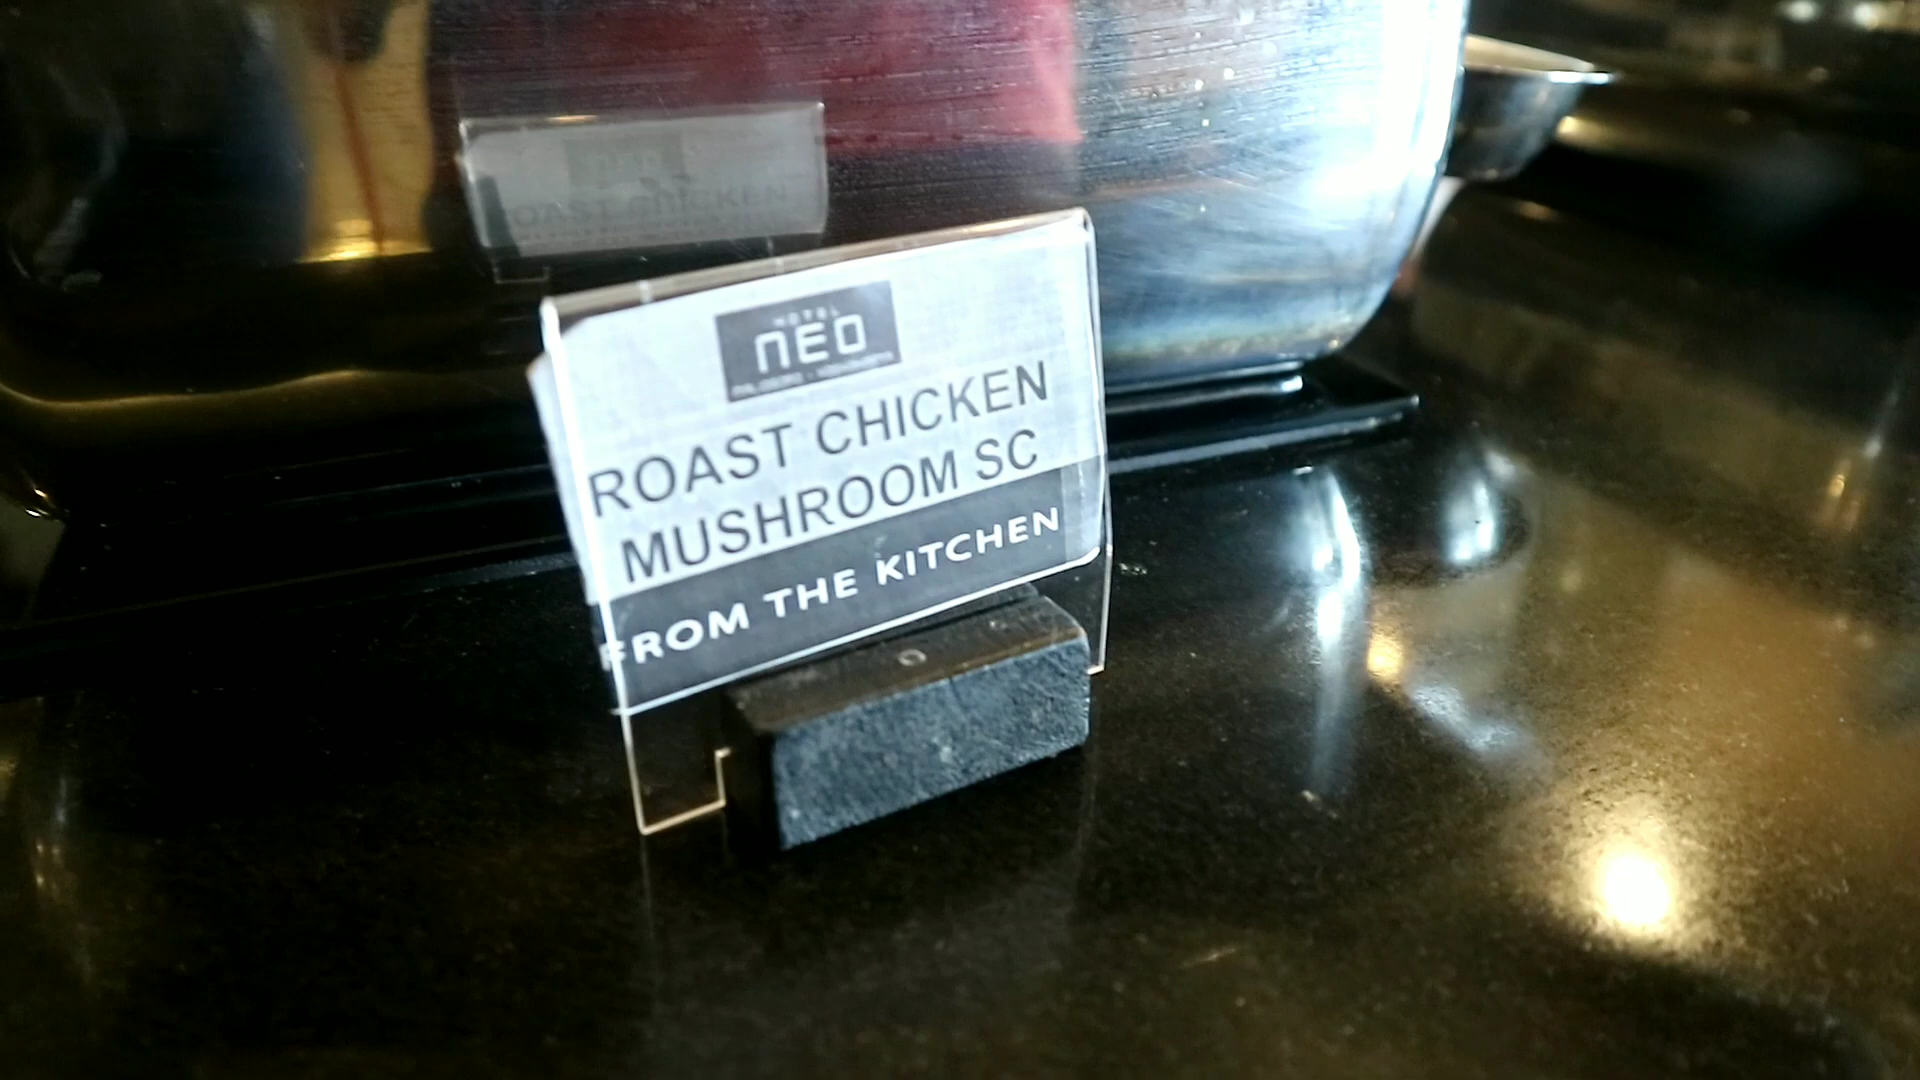 HOTEL
NEO
ROAST CHICKEN
MUSHROOM SC
FROM THE KITCHEN